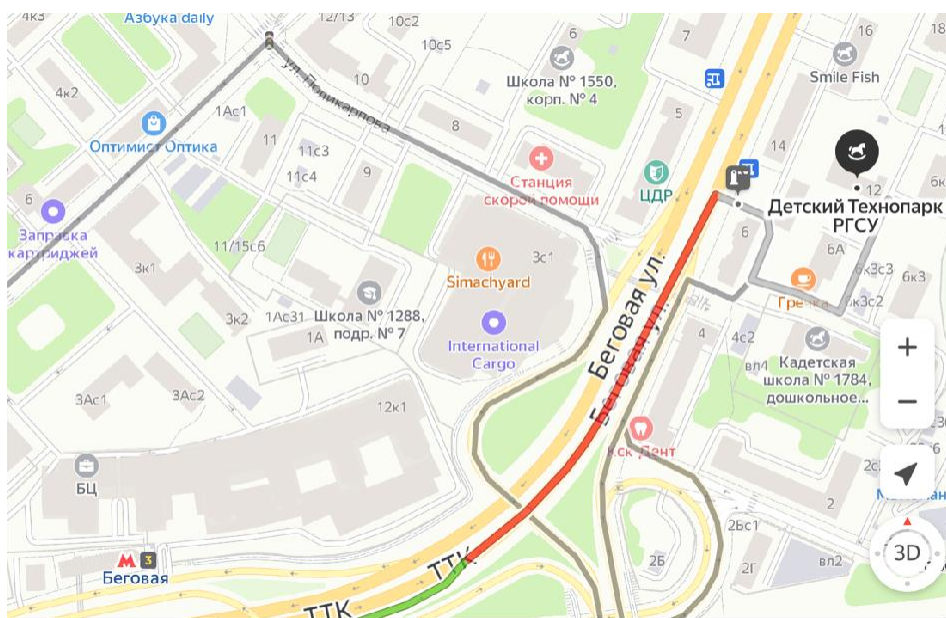 4к3
Азбука daily
12/13
10с2
10с5
6
Школа № 1550,
корп. № 4
7
16
18
Smile Fish
4к2
10
ул. Поликарпова
1Ас1
Оптимист Оптика
11
11с3
11с4
8
9
5
14
Станция
скорой помощи
ЦДР
12
Детский Технопарк
РГСУ
6
Заправка
картриджей
11/15с6
3к1
3с1
Simachyard
6
6А
6к3с3
6к3
6к3с2
Гречка
3к2
1Ас31
Школа № 1288,
подр. № 7
1А
International
Cargo
Беговая ул.
Беговая ул.
4
4с2
вл4
Кадетская
школа № 1784,
дошкольное...
+
−
3Ас1
3Ас2
12к1
Кск Дент
БЦ
2
2Бс1
2Б
2Г
вл2
3D
М
3
Беговая
ТТК
ТТК